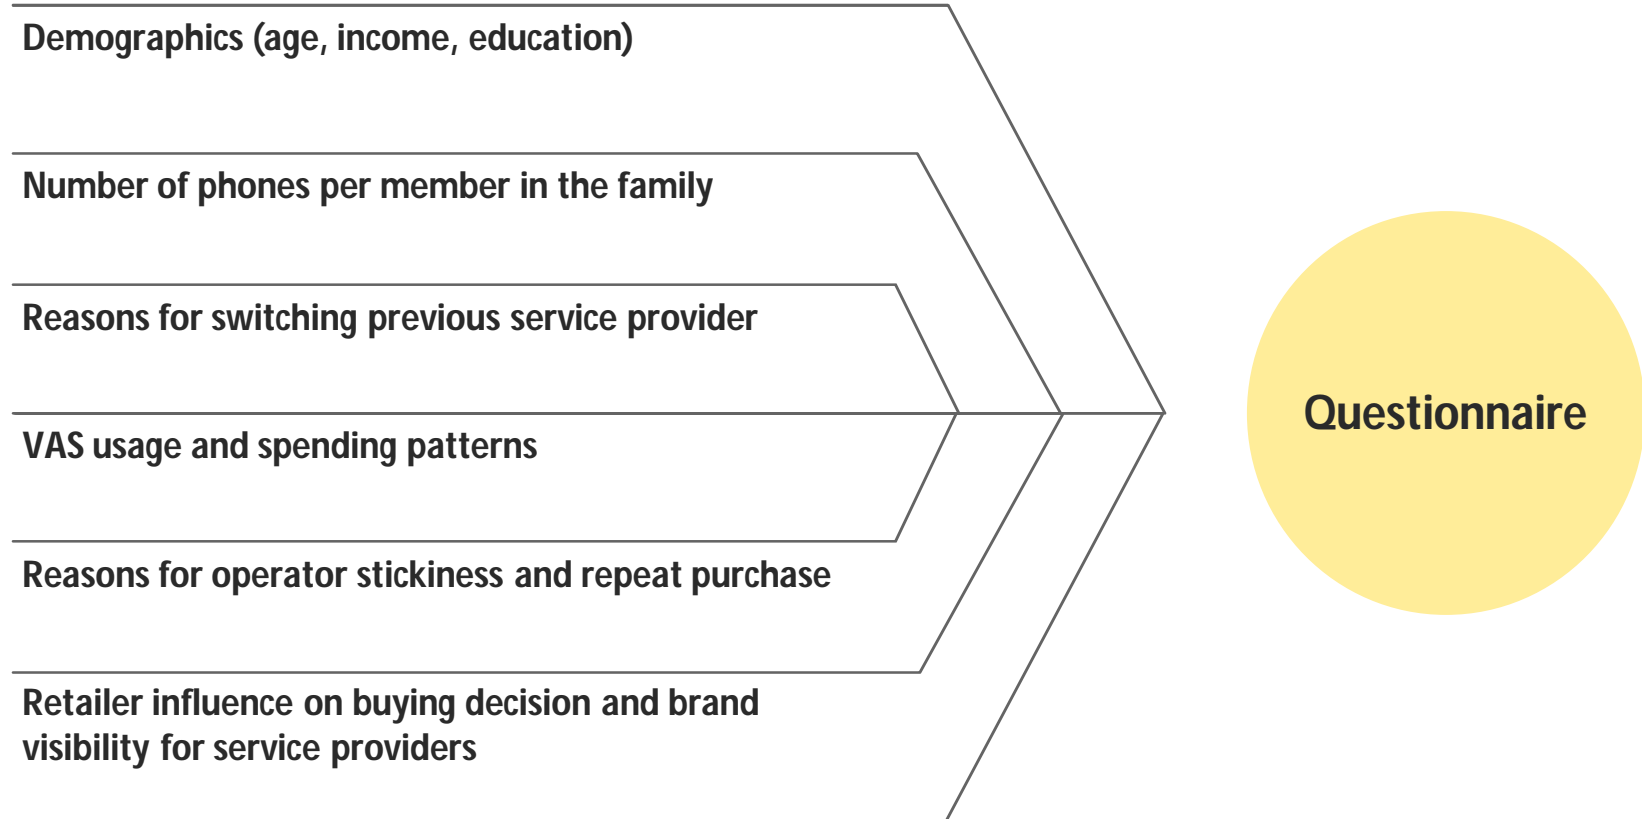 Demographics (age, income, education)
Number of phones per member in the family
Reasons for switching previous service provider
VAS usage and spending patterns
Reasons for operator stickiness and repeat purchase
Retailer influence on buying decision and brand
visibility for service providers
Questionnaire